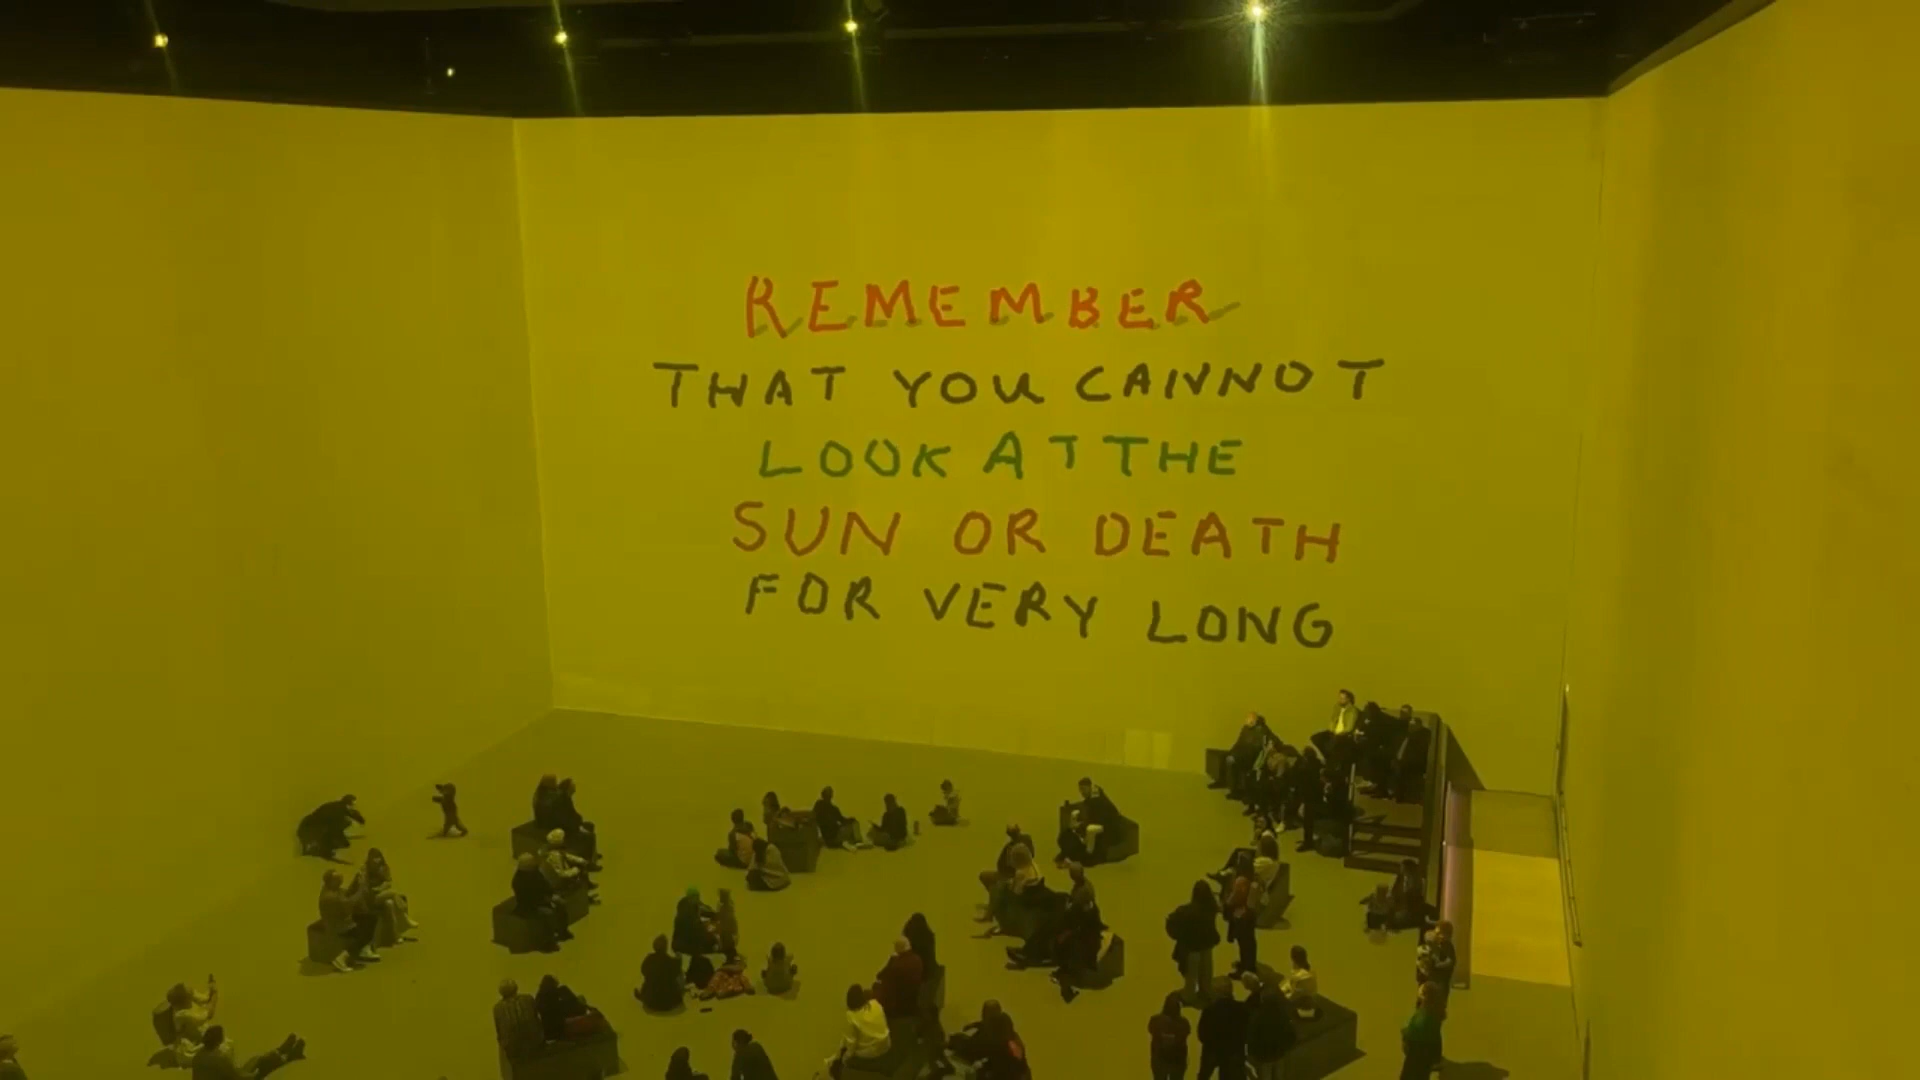 REMEMBER
THAT YOU CANNOT
LOOK AT THE
SUN OR DEATH
FOR VERY LONG